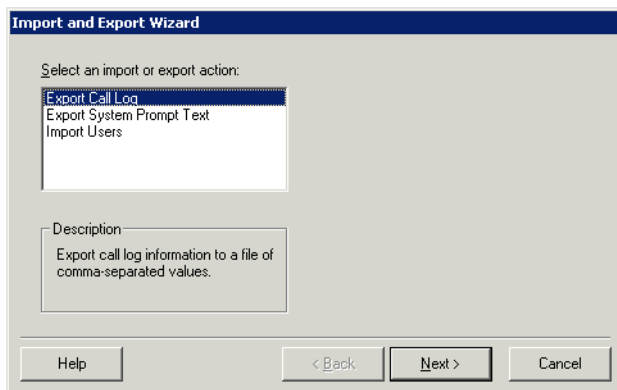 Import and Export Wizard
Select an import or export action:
Export Call Log
Export System Prompt Text
Import Users
Description
Export call log information to a file of
comma-separated values.
Help
< Back
Next >
Cancel